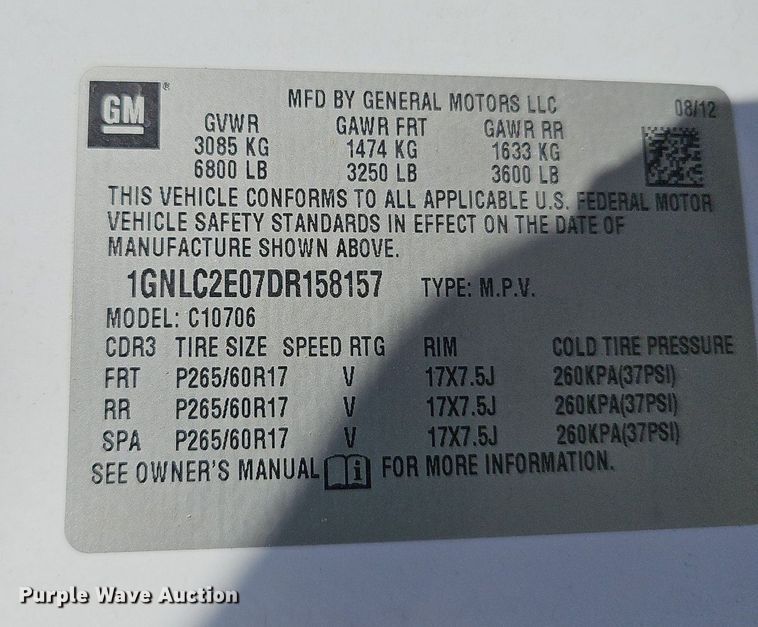 GM ®
MFD BY GENERAL MOTORS LLC 08/12
GVWR GAWR FRT GAWR RR
3085 KG 1474 KG 1633 KG
6800 LB 3250 LB 3600 LB
THIS VEHICLE CONFORMS TO ALL APPLICABLE U.S. FEDERAL MOTOR
VEHICLE SAFETY STANDARDS IN EFFECT ON THE DATE OF
MANUFACTURE SHOWN ABOVE.
1GNLC2E07DR158157 TYPE: M.P.V.
MODEL: C10706
CDR3 TIRE SIZE SPEED RTG RIM COLD TIRE PRESSURE
FRT P265/60R17 V 17X7.5J 260KPA(37PSI)
RR P265/60R17 V 17X7.5J 260KPA(37PSI)
SPA P265/60R17 V 17X7.5J 260KPA(37PSI)
SEE OWNER'S MANUAL i FOR MORE INFORMATION.
Purple Wave Auction